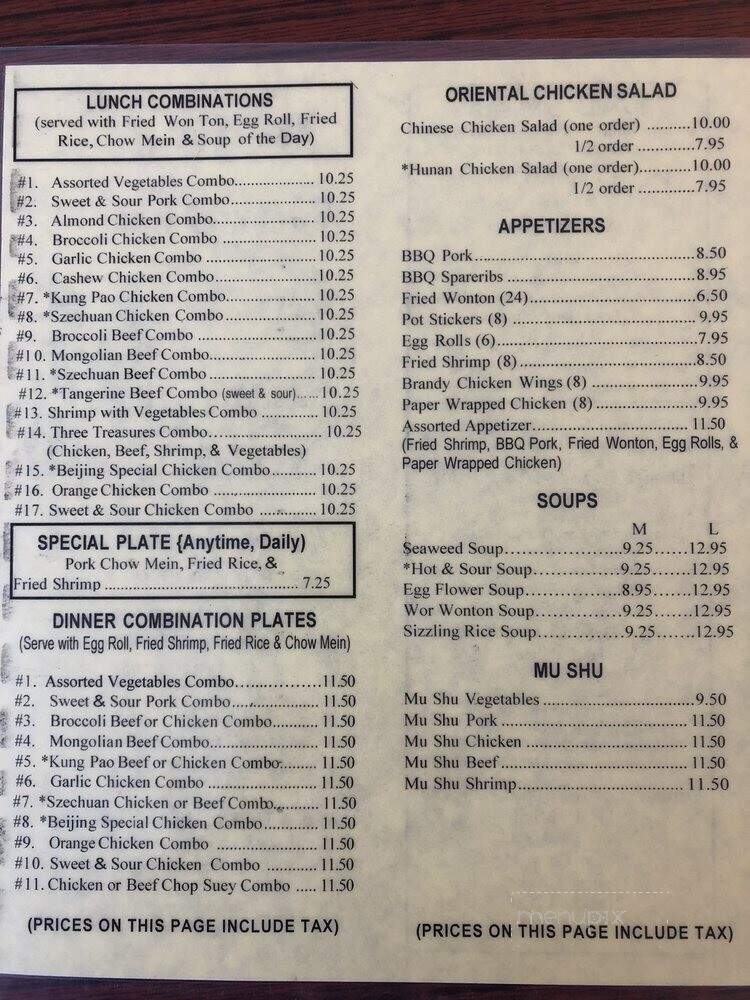 LUNCH COMBINATIONS
(served with Fried Won Ton, Egg Roll, Fried
Rice, Chow Mein & Soup of the Day)
#1. Assorted Vegetables Combo.................... 10.25
#2. Sweet & Sour Pork Combo..................... 10.25
#3. Almond Chicken Combo........................ 10.25
#4. Broccoli Chicken Combo ...................... 10.25
#5. Garlic Chicken Combo ......................... 10.25
#6. Cashew Chicken Combo........................ 10.25
#7. *Kung Pao Chicken Combo..................... 10.25
#8. *Szechuan Chicken Combo ..................... 10.25
#9. Broccoli Beef Combo ........................... 10.25
#10. Mongolian Beef Combo......................... 10.25
#11. *Szechuan Beef Combo......................... 10.25
#12. *Tangerine Beef Combo (sweet & sour)...... 10.25
#13. Shrimp with Vegetables Combo ............. 10.25
#14. Three Treasures Combo......................... 10.25
(Chicken, Beef, Shrimp, & Vegetables)
#15. *Beijing Special Chicken Combo........... 10.25
#16. Orange Chicken Combo ....................... 10.25
#17. Sweet & Sour Chicken Combo ............. 10.25
SPECIAL PLATE {Anytime, Daily)
Pork Chow Mein, Fried Rice, &
Fried Shrimp .......................................... 7.25
DINNER COMBINATION PLATES
(Serve with Egg Roll, Fried Shrimp, Fried Rice & Chow Mein)
#1. Assorted Vegetables Combo.................. 11.50
#2. Sweet & Sour Pork Combo................... 11.50
#3. Broccoli Beef or Chicken Combo........... 11.50
#4. Mongolian Beef Combo........................ 11.50
#5. *Kung Pao Beef or Chicken Combo........ 11.50
#6. Garlic Chicken Combo ........................ 11.50
#7. *Szechuan Chicken or Beef Combo........... 11.50
#8. *Beijing Special Chicken Combo............ 11.50
#9. Orange Chicken Combo ...................... 11.50
#10. Sweet & Sour Chicken Combo ............ 11.50
#11. Chicken or Beef Chop Suey Combo ..... 11.50
(PRICES ON THIS PAGE INCLUDE TAX)
ORIENTAL CHICKEN SALAD
Chinese Chicken Salad (one order) ..........10.00
1/2 order ............7.95
*Hunan Chicken Salad (one order)............10.00
1/2 order ............7.95
APPETIZERS
BBQ Pork.................................................8.50
BBQ Spareribs ..........................................8.95
Fried Wonton (24).....................................6.50
Pot Stickers (8) .........................................9.95
Egg Rolls (6).............................................7.95
Fried Shrimp (8)........................................8.50
Brandy Chicken Wings (8) ........................9.95
Paper Wrapped Chicken (8).......................9.95
Assorted Appetizer................................... 11.50
(Fried Shrimp, BBQ Pork, Fried Wonton, Egg Rolls, &
Paper Wrapped Chicken)
SOUPS
M L
Seaweed Soup.........................9.25......12.95
*Hot & Sour Soup..................9.25.......12.95
Egg Flower Soup....................8.95.......12.95
Wor Wonton Soup..................9.25.......12.95
Sizzling Rice Soup..................9.25.......12.95
MU SHU
Mu Shu Vegetables ...................................9.50
Mu Shu Pork .......................................... 11.50
Mu Shu Chicken ..................................... 11.50
Mu Shu Beef........................................... 11.50
Mu Shu Shrimp....................................... 11.50
menupix
(PRICES ON THIS PAGE INCLUDE TAX)